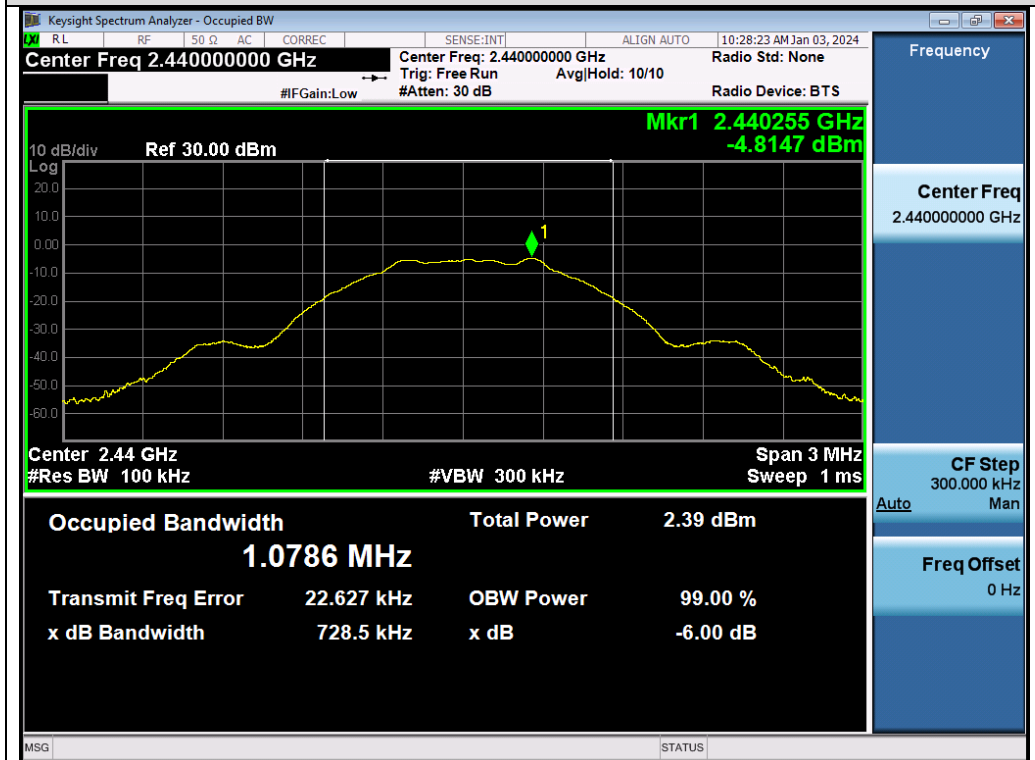 Keysight Spectrum Analyzer - Occupied BW
LXI RL RF 50 Ω AC CORREC SENSE:INT ALIGN AUTO 10:28:23 AM Jan 03, 2024
Center Freq 2.440000000 GHz
Center Freq: 2.440000000 GHz
Radio Std: None
Trig: Free Run Avg|Hold: 10/10
#IFGain:Low #Atten: 30 dB Radio Device: BTS
Mkr1 2.440255 GHz
-4.8147 dBm
10 dB/div Ref 30.00 dBm
Log
20.0
10.0
0.00
-10.0
-20.0
-30.0
-40.0
-50.0
-60.0
1
Center 2.44 GHz Span 3 MHz
#Res BW 100 kHz #VBW 300 kHz Sweep 1 ms
Occupied Bandwidth Total Power 2.39 dBm
1.0786 MHz
Transmit Freq Error 22.627 kHz OBW Power 99.00 %
x dB Bandwidth 728.5 kHz x dB -6.00 dB
Frequency
Center Freq
2.440000000 GHz
CF Step
300.000 kHz
Auto Man
Freq Offset
0 Hz
MSG STATUS